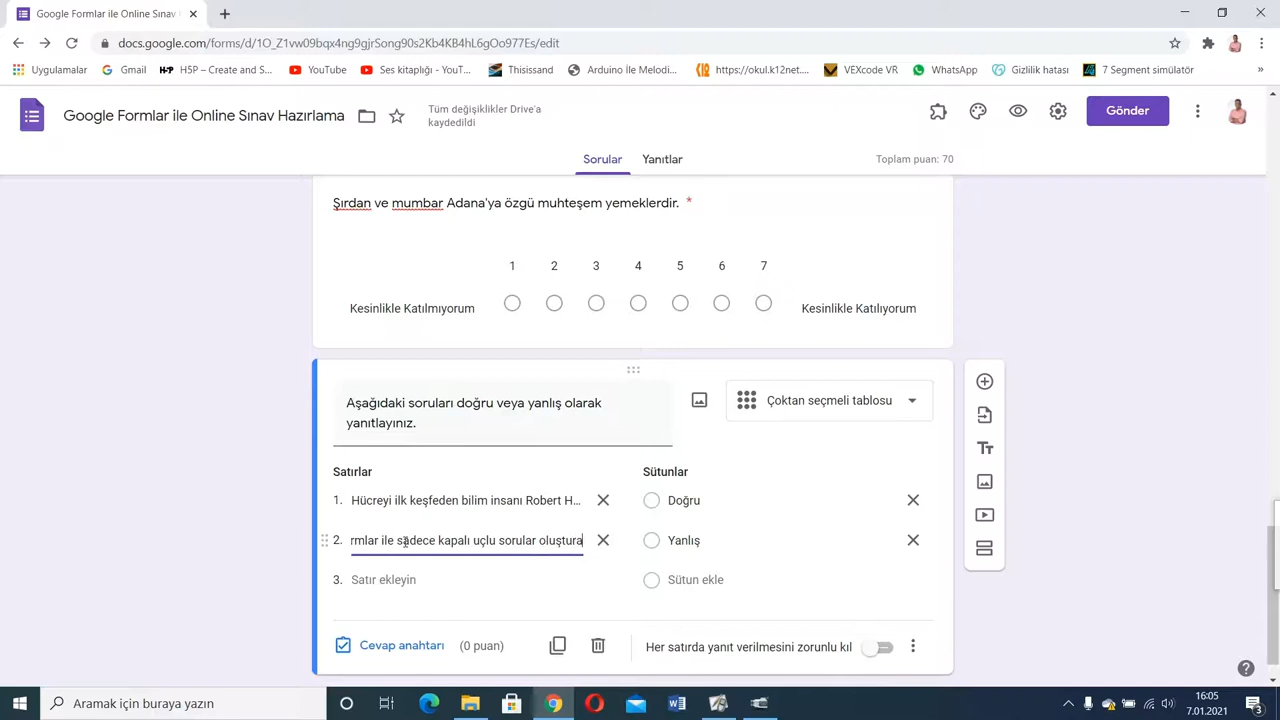 Google Formlar ile Online Sınav H
docs.google.com/forms/d/1O_Z1vw09bqx4ng9gjrSong90s2Kb4KB4hL6gOo977Es/edit
Uygulamalar
Gmail
H5P – Create and S...
YouTube
Ses kitaplığı - YouT...
Thisissand
Arduino İle Melodi...
https://okul.k12net....
VEXcode VR
WhatsApp
Gizlilik hatası
7 Segment simülatör
»
Google Formlar ile Online Sınav Hazırlama
Tüm değişiklikler Drive'a
kaydedildi
Gönder
Sorular
Yanıtlar
Toplam puan: 70
Şırdan ve mumbar Adana'ya özgü muhteşem yemeklerdir. *
1 2 3 4 5 6 7
Kesinlikle Katılmıyorum
Kesinlikle Katılıyorum
Aşağıdaki soruları doğru veya yanlış olarak
yanıtlayınız.
Çoktan seçmeli tablosu
Satırlar
Sütunlar
1. Hücreyi ilk keşfeden bilim insanı Robert H...
Doğru
2. rmlar ile sadece kapalı uçlu sorular oluştura
Yanlış
3. Satır ekleyin
Sütun ekle
Cevap anahtarı
(0 puan)
Her satırda yanıt verilmesini zorunlu kıl
Aramak için buraya yazın
16:05
7.01.2021
3